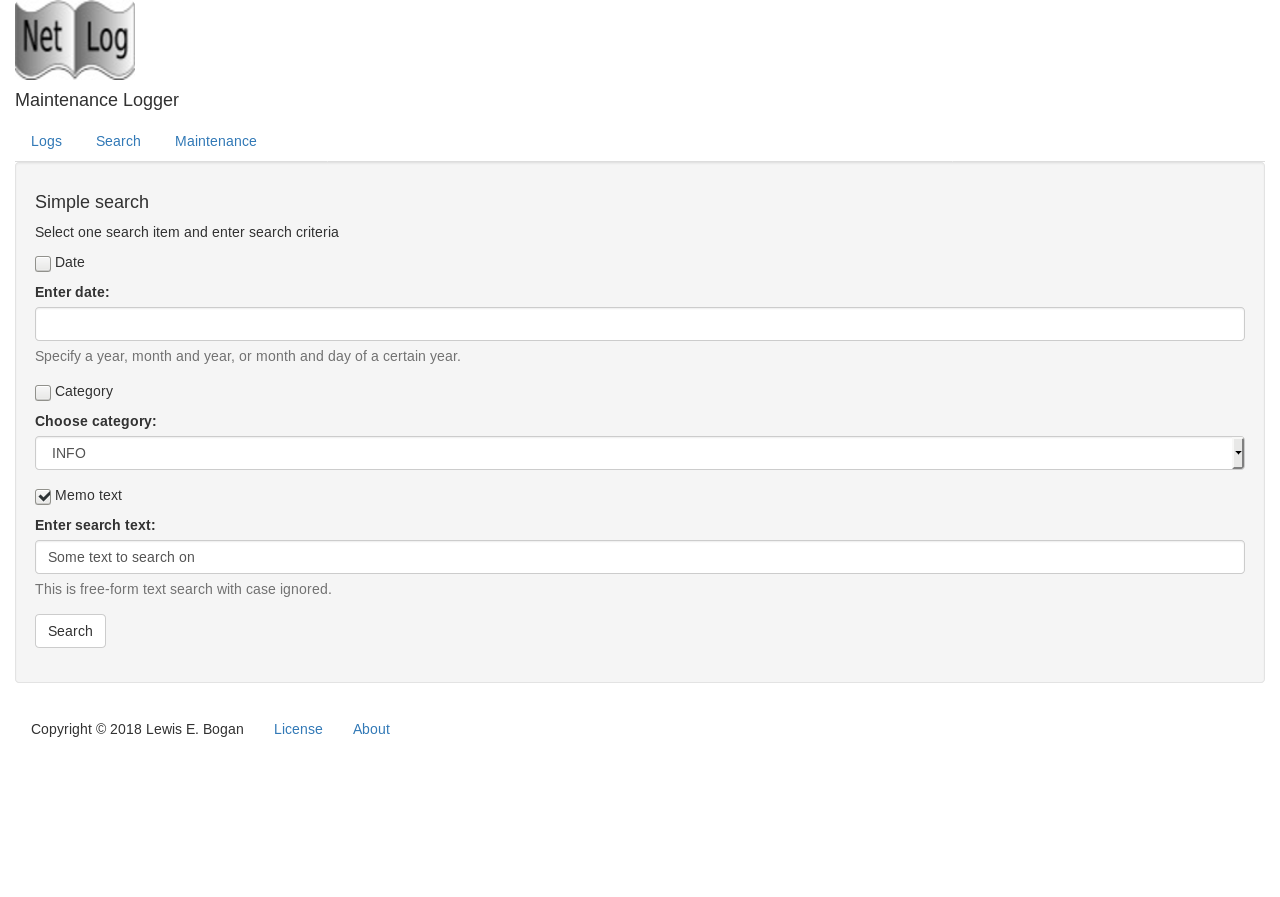 Net Log
Maintenance Logger
Logs Search Maintenance
Simple search
Select one search item and enter search criteria
Date
Enter date:
Specify a year, month and year, or month and day of a certain year.
Category
Choose category:
INFO
Memo text
Enter search text:
Some text to search on
This is free-form text search with case ignored.
Search
Copyright © 2018 Lewis E. Bogan License About